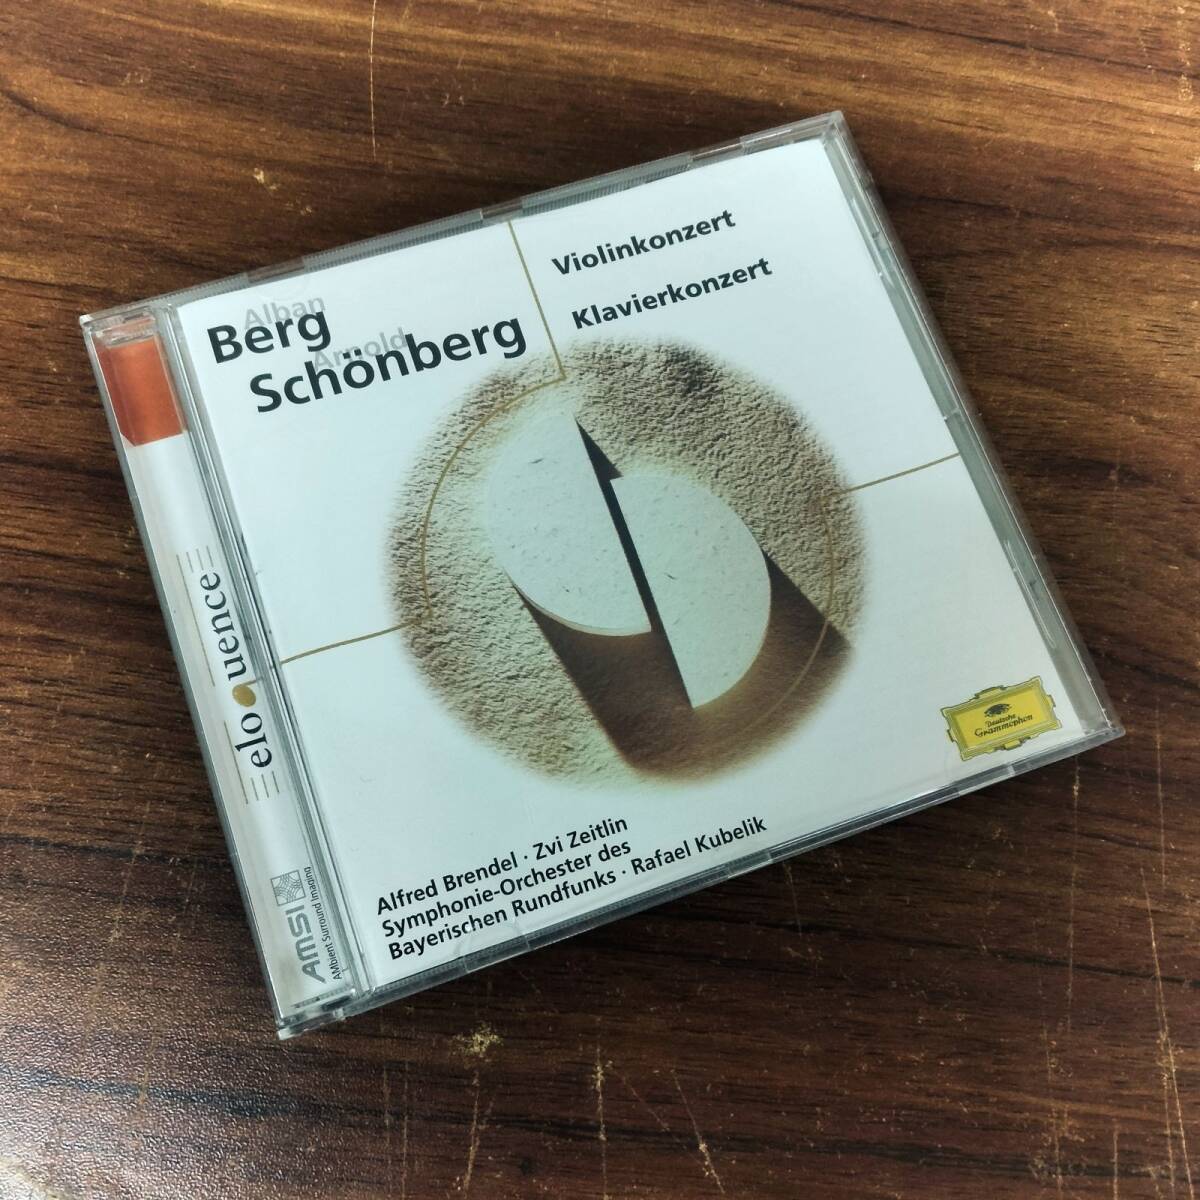 Alban
Berg
Arnold
Schönberg
Violinkonzert
Klavierkonzert
Deutsche
Grammophon
Alfred Brendel · Zvi Zeitlin
Symphonie-Orchester des
Bayerischen Rundfunks · Rafael Kubelik
eloquence
AMSI
AMbient Surround Imaging